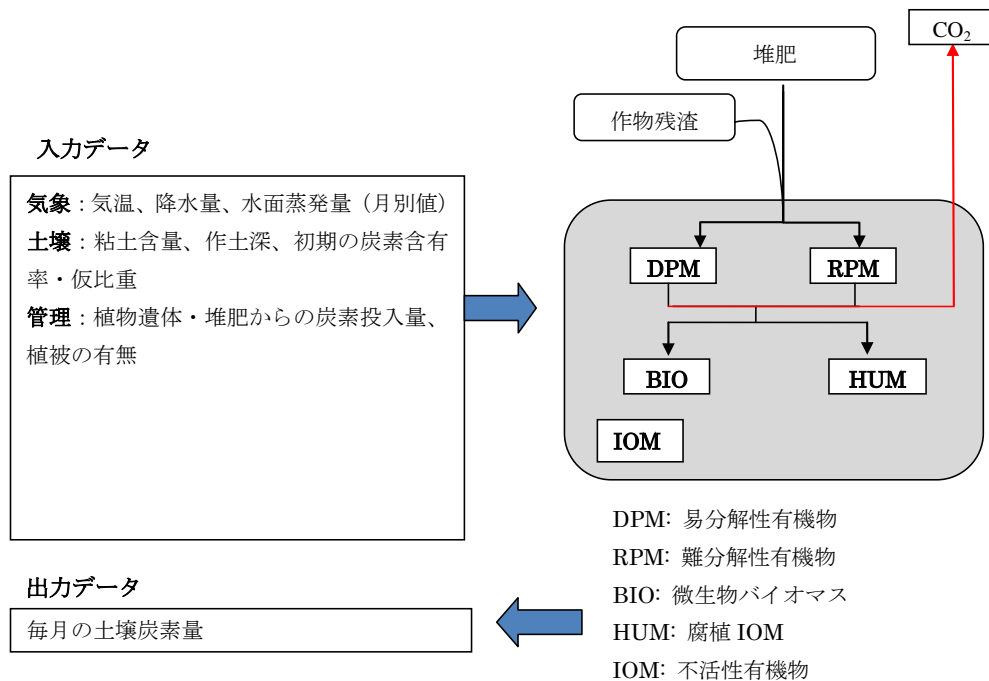 CO₂
堆肥
作物残渣
入力データ
気象：気温、降水量、水面蒸発量（月別値）
土壌：粘土含量、作土深、初期の炭素含有
率・仮比重
管理：植物遺体・堆肥からの炭素投入量、
植被の有無
DPM
RPM
BIO
HUM
IOM
DPM: 易分解性有機物
RPM: 難分解性有機物
BIO: 微生物バイオマス
HUM: 腐植 IOM
IOM: 不活性有機物
出力データ
毎月の土壌炭素量